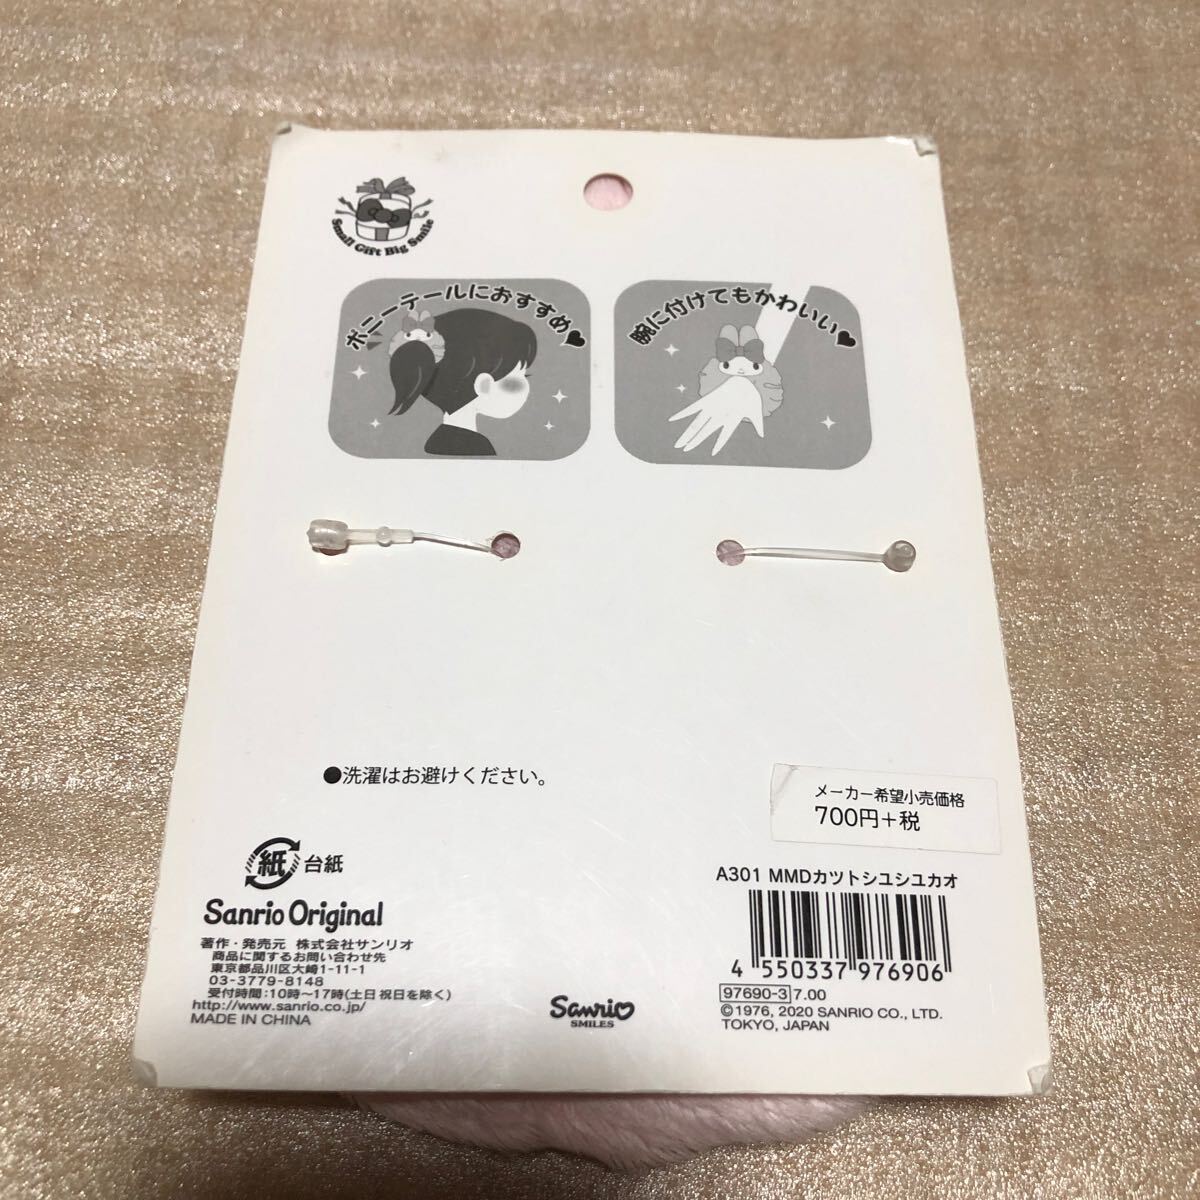 Small Gift Big Smile
ポニーテールにおすすめ♥
腕に付けてもかわいい♥
●洗濯はお避けください。
メーカー希望小売価格
700円+税
紙 台紙
A301 MMDカツトシユシユカオ
Sanrio Original
著作・発売元 株式会社サンリオ
商品に関するお問い合わせ先
東京都品川区大崎1-11-1
03-3779-8148
受付時間:10時〜17時(土日祝日を除く)
http://www.sanrio.co.jp/
MADE IN CHINA
Sanrio
SMILES
4 550337 976906
97690-3 7.00
©1976, 2020 SANRIO CO., LTD.
TOKYO, JAPAN